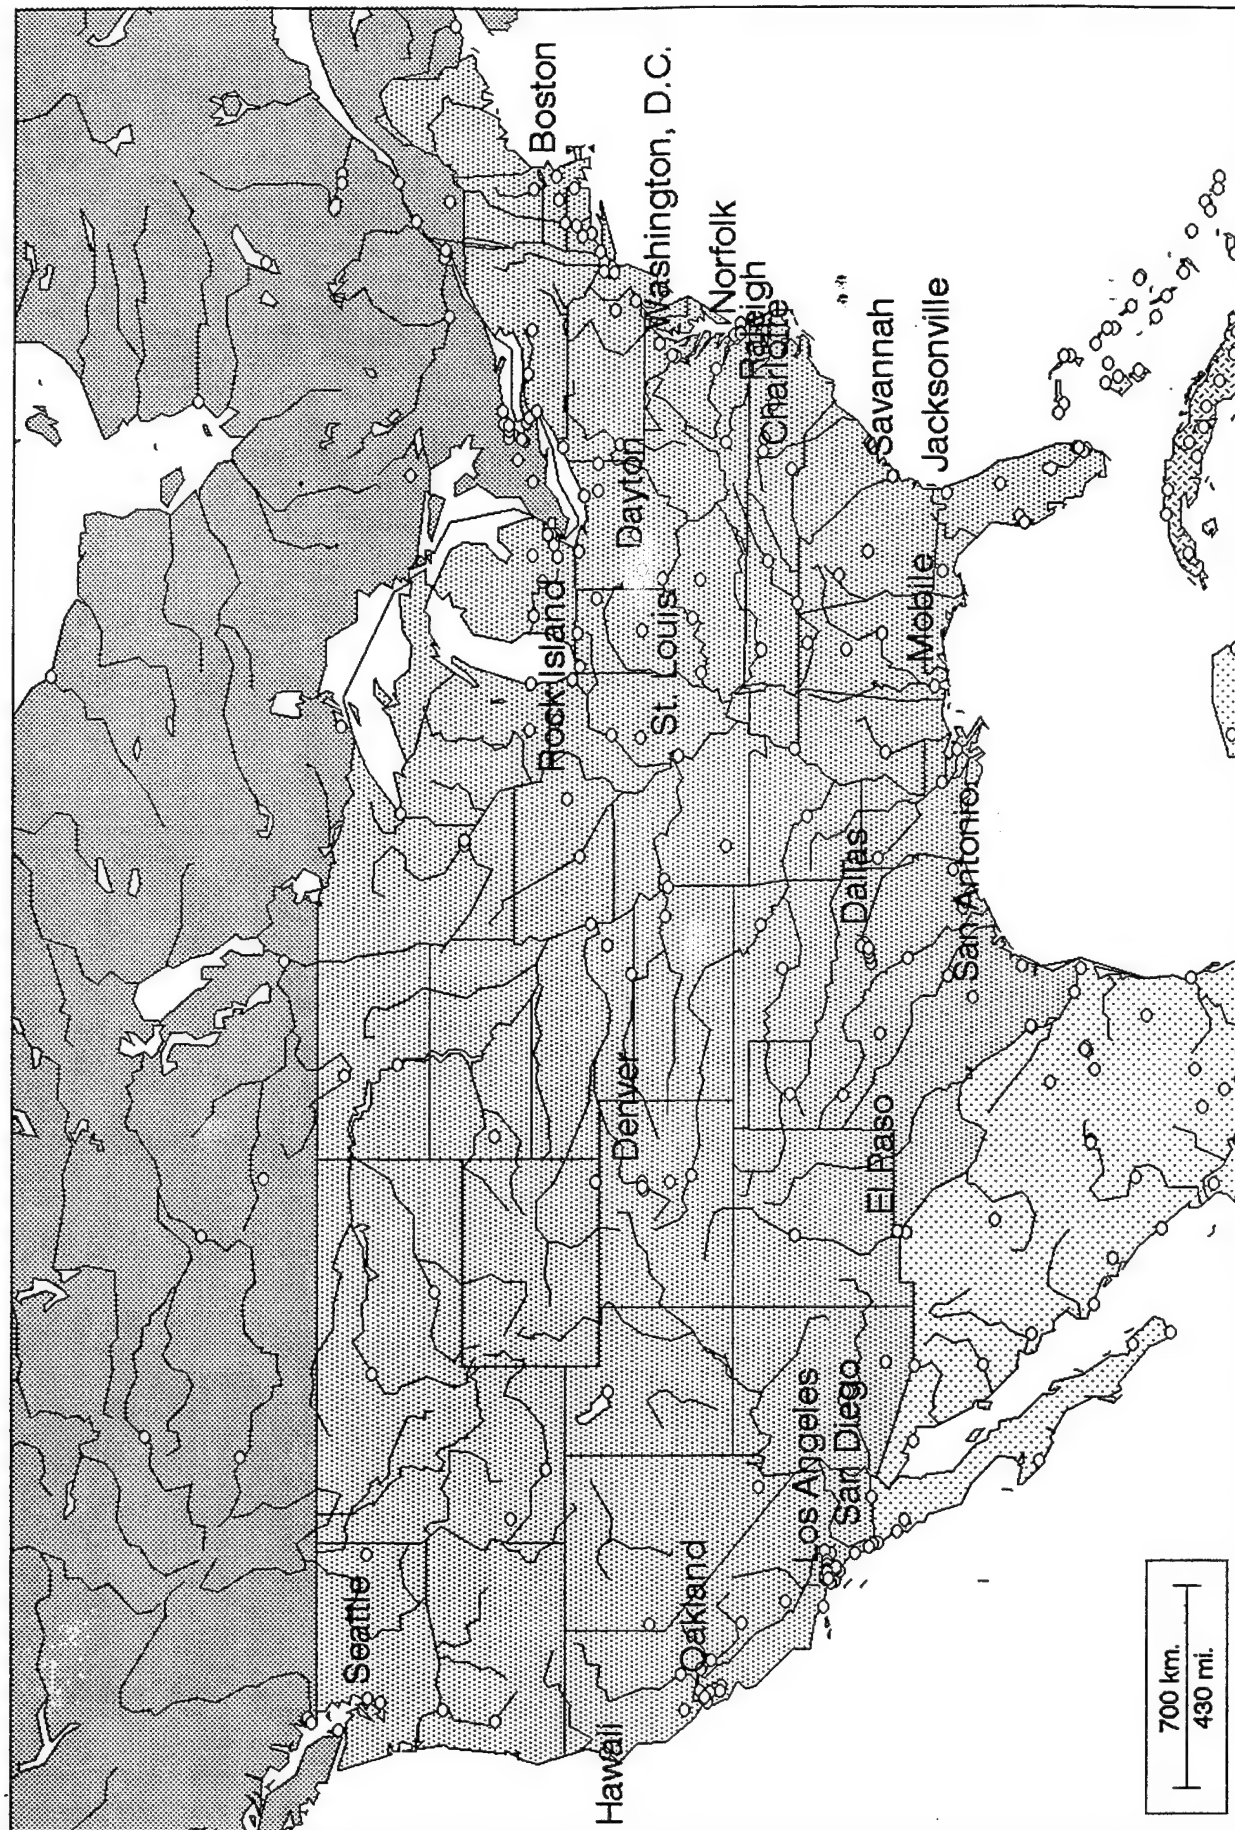 Seattle
Boston
Rock Island
Dayton
Washington, D.C.
Hawaii
Denver
St. Louis
Oakland
Norfolk
Raleigh
Charlotte
Los Angeles
San Diego
El Paso
Dallas
Savannah
Mobile
Jacksonville
San Antonio
700 km.
430 mi.